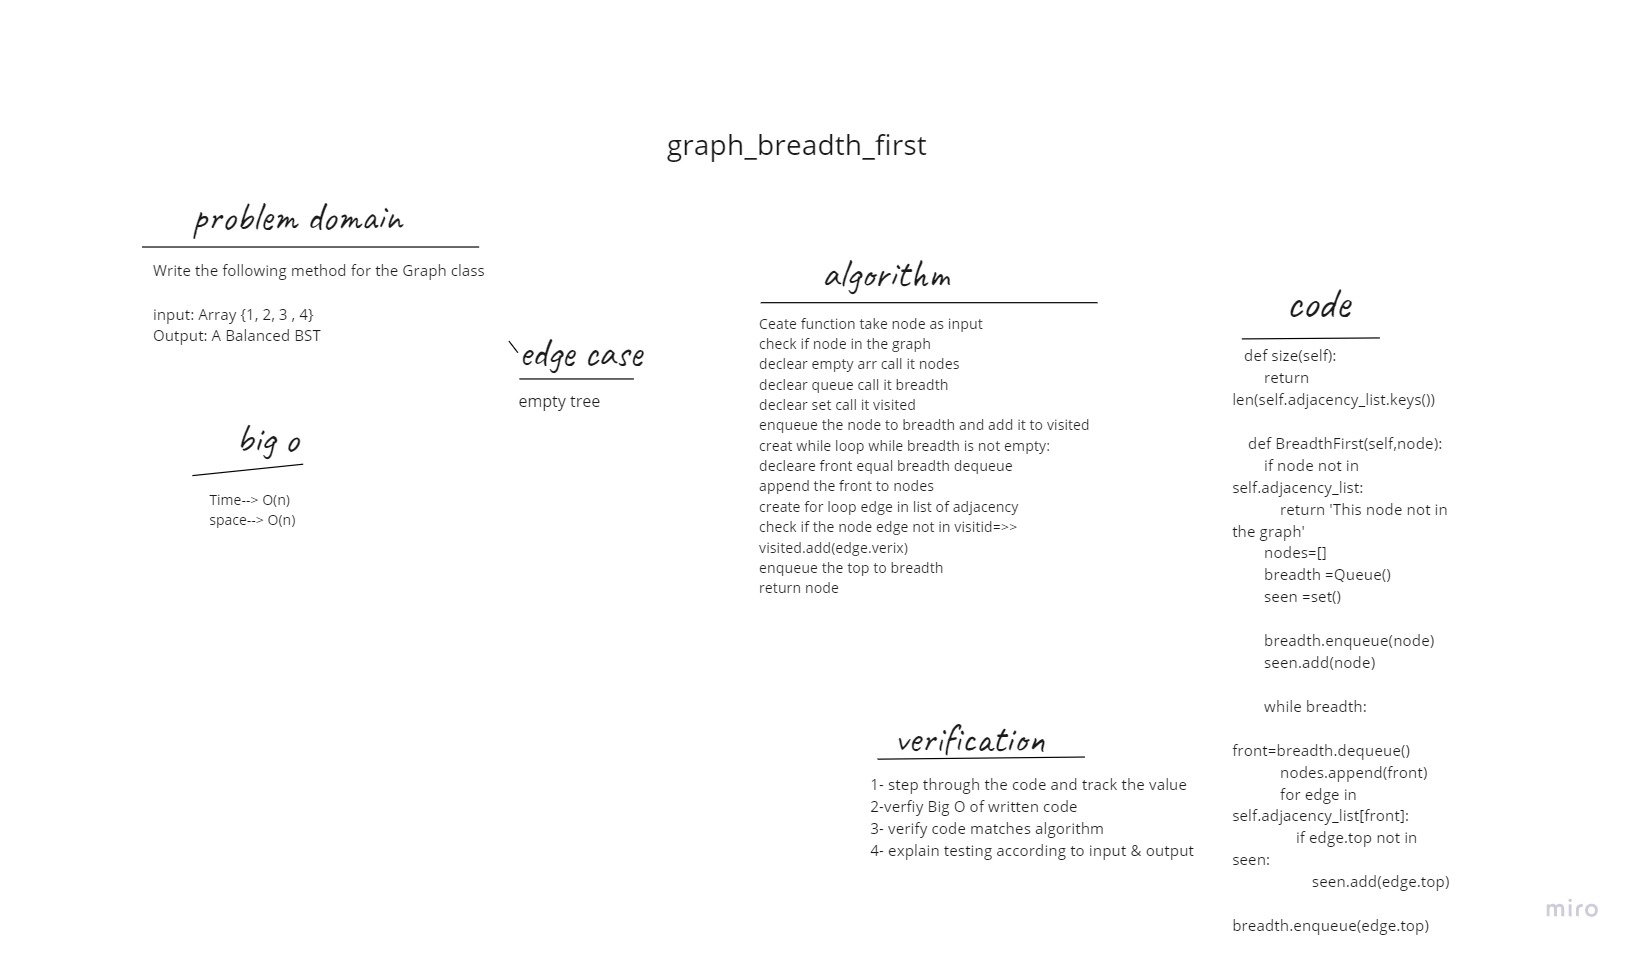 graph_breadth_first
problem domain
Write the following method for the Graph class
input: Array {1, 2, 3 , 4}
Output: A Balanced BST
edge case
empty tree
big o
Time--> O(n)
space--> O(n)
algorithm
Ceate function take node as input
check if node in the graph
declear empty arr call it nodes
declear queue call it breadth
declear set call it visited
enqueue the node to breadth and add it to visited
creat while loop while breadth is not empty:
decleare front equal breadth dequeue
append the front to nodes
create for loop edge in list of adjacency
check if the node edge not in visitid=>>
visited.add(edge.verix)
enqueue the top to breadth
return node
verification
1- step through the code and track the value
2-verfiy Big O of written code
3- verify code matches algorithm
4- explain testing according to input & output
code
def size(self):
return
len(self.adjacency_list.keys())
def BreadthFirst(self,node):
if node not in
self.adjacency_list:
return 'This node not in
the graph'
nodes=[]
breadth =Queue()
seen =set()
breadth.enqueue(node)
seen.add(node)
while breadth:
front=breadth.dequeue()
nodes.append(front)
for edge in
self.adjacency_list[front]:
if edge.top not in
seen:
seen.add(edge.top)
breadth.enqueue(edge.top)
miro